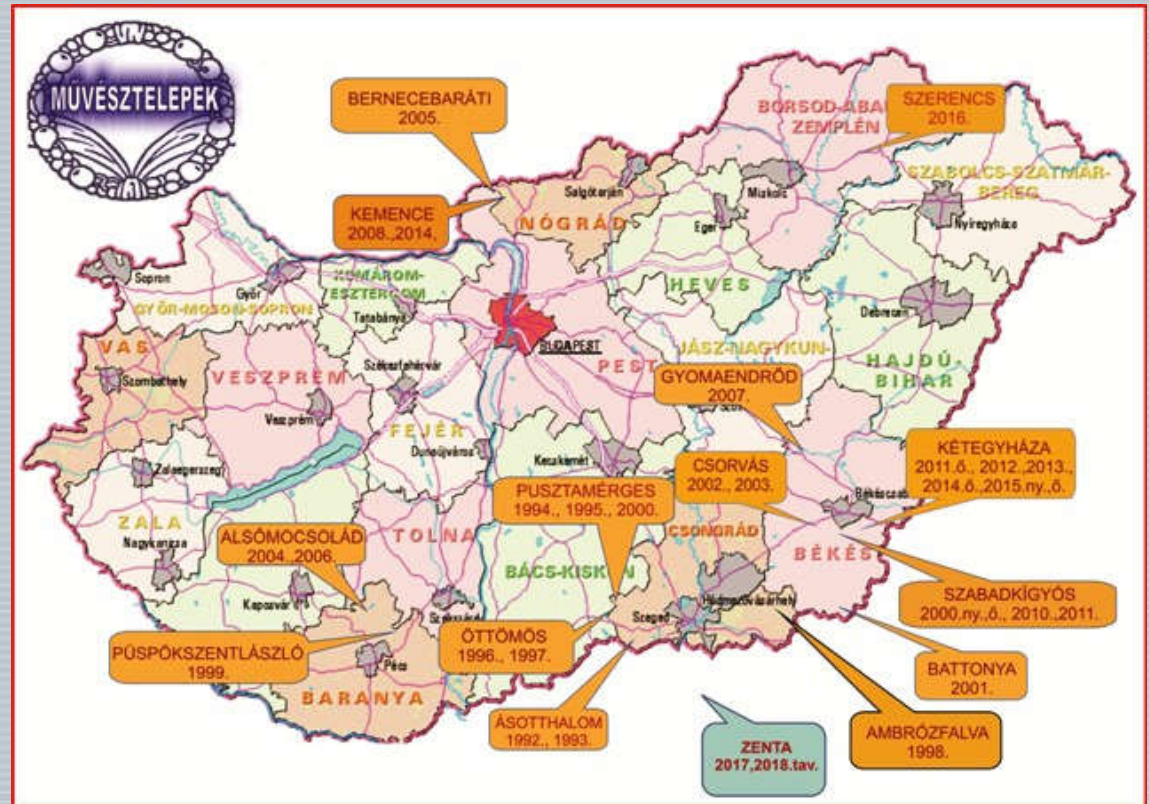 MŰVÉSZTELEPEK
BERNECEBARÁTI
2005.
BORSOD-ABA
ZEMPLÉN
SZERENCS
2016.
SZABOLCS-SZATMÁR-
BEREG
Salgótarján
Miskolc
KEMENCE
2008.,2014,
NÓGRÁD
Eger
Nyíregyháza
Sopron
Győr
KOMÁROM-
ESZTERGOM
HEVES
GYŐR-MOSON-SOPRON
Tatabánya
Debrecen
VAS
BUDAPEST
JÁSZ-NAGYKUN-
HAJDÚ-
BIHAR
Székesfehérvár
Szombathely
VESZPRÉM
PEST
GYOMAENDRŐD
2007.
Veszprém
FEJÉR
Dunaújváros
Kecskemét
KÉTEGYHÁZA
2011.ő., 2012.,2013.,
2014.ő.,2015.ny.,ő.
Zalaegerszeg
CSORVÁS
2002., 2003.
PUSZTAMÉRGES
1994., 1995., 2000.
Békéscsab
ZALA
ALSÓMOCSOLÁD
2004.,2006.
TOLNA
CSONGRÁD
BÉKÉS
Nagykanizsa
BÁCS-KISKUN
Kaposvár
SZABADKÍGYÓS
2000.ny.,ő., 2010.,2011.
Hódmezővásárhely
Szeged
ÖTTÖMÖS
1996., 1997.
PÜSPÖKSZENTLÁSZLÓ
1999.
Pécs
BATTONYA
2001.
BARANYA
ÁSOTTHALOM
1992., 1993.
AMBRÓZFALVA
1998.
ZENTA
2017,2018.tav.